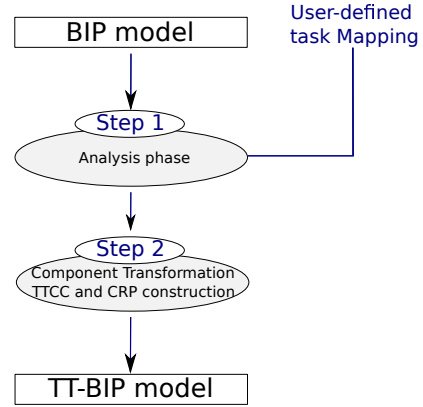 BIP model
User-defined
task Mapping
Step 1
Analysis phase
Step 2
Component Transformation
TTCC and CRP construction
TT-BIP model